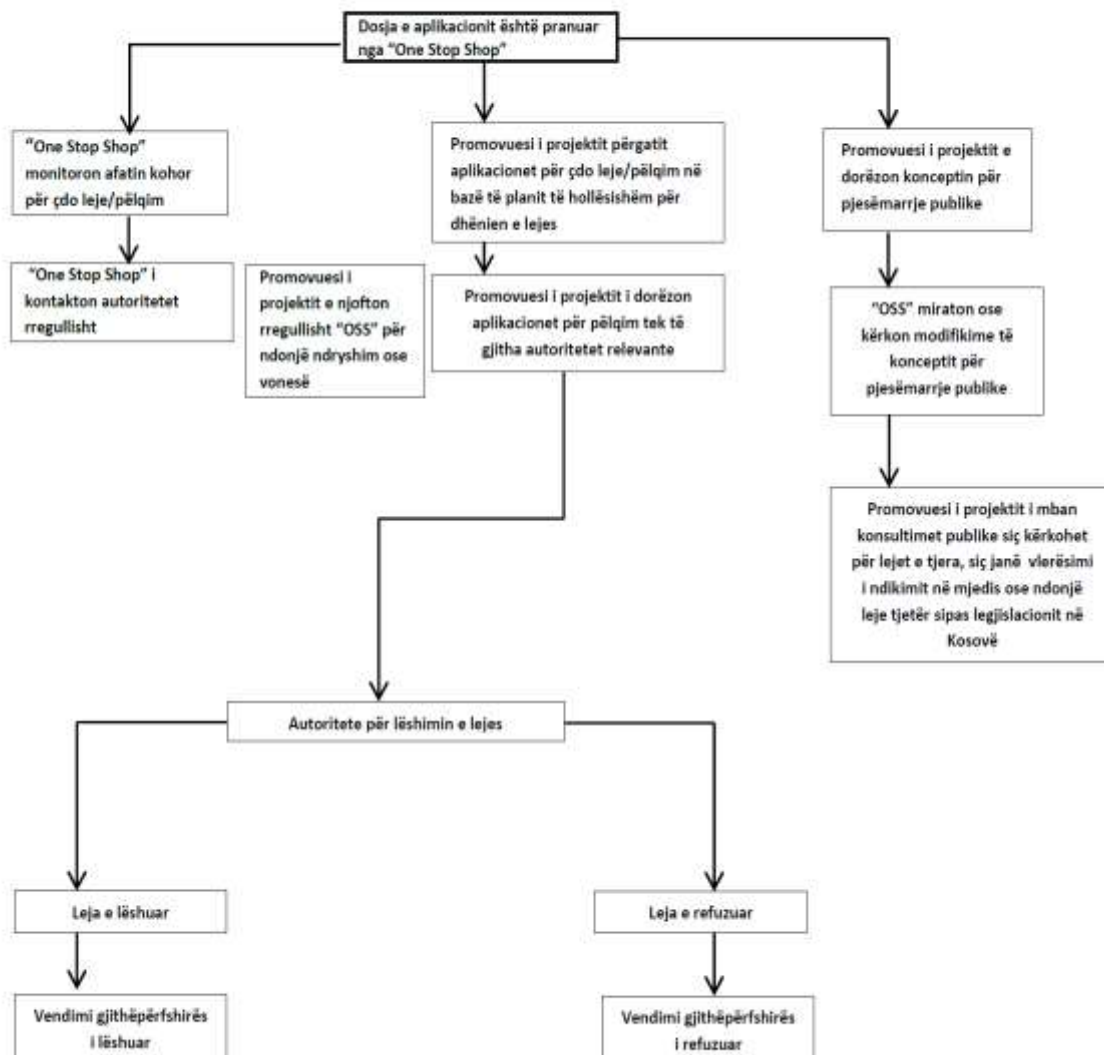 Dosja e aplikacionit është pranuar
nga “One Stop Shop”
“One Stop Shop”
monitoron afatin kohor
për çdo leje/pëlqim
Promovuesi i projektit përgatit
aplikacionet për çdo leje/pëlqim në
bazë të planit të hollësishëm për
dhënien e lejes
Promovuesi i projektit e
dorëzon konceptin për
pjesëmarrje publike
“One Stop Shop” i
kontakton autoritetet
rregullisht
Promovuesi i
projektit e njofton
rregullisht “OSS” për
ndonjë ndryshim ose
vonesë
Promovuesi i projektit i dorëzon
aplikacionet për pëlqim tek të
gjitha autoritetet relevante
“OSS” miraton ose
kërkon modifikime të
konceptit për
pjesëmarrje publike
Promovuesi i projektit i mban
konsultimet publike siç kërkohet
për lejet e tjera, siç janë vlerësimi
i ndikimit në mjedis ose ndonjë
leje tjetër sipas legjislacionit në
Kosovë
Autoritete për lëshimin e lejes
Leja e lëshuar
Leja e refuzuar
Vendimi gjithëpërfshirës
i lëshuar
Vendimi gjithëpërfshirës
i refuzuar